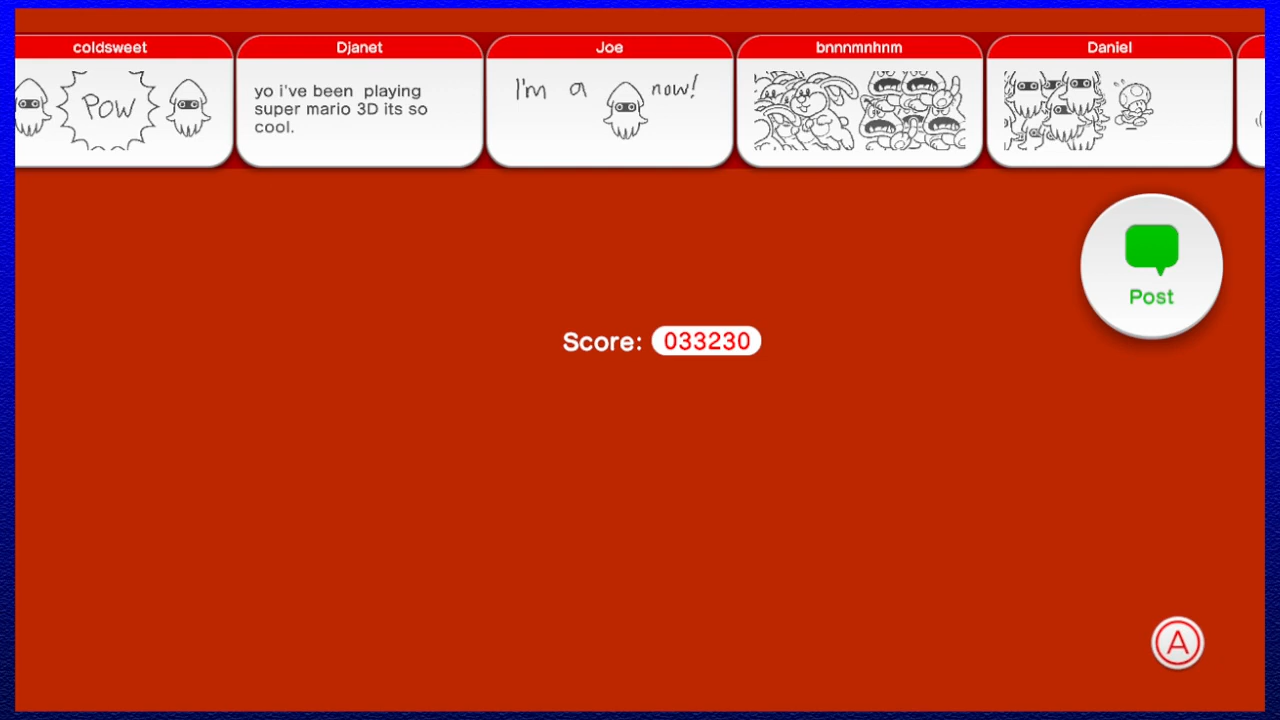 coldsweet
POW
Djanet
yo i've been playing
super mario 3D its so
cool.
Joe
I'm a now!
bnnnmnhnm
Daniel
Post
Score: 033230
A